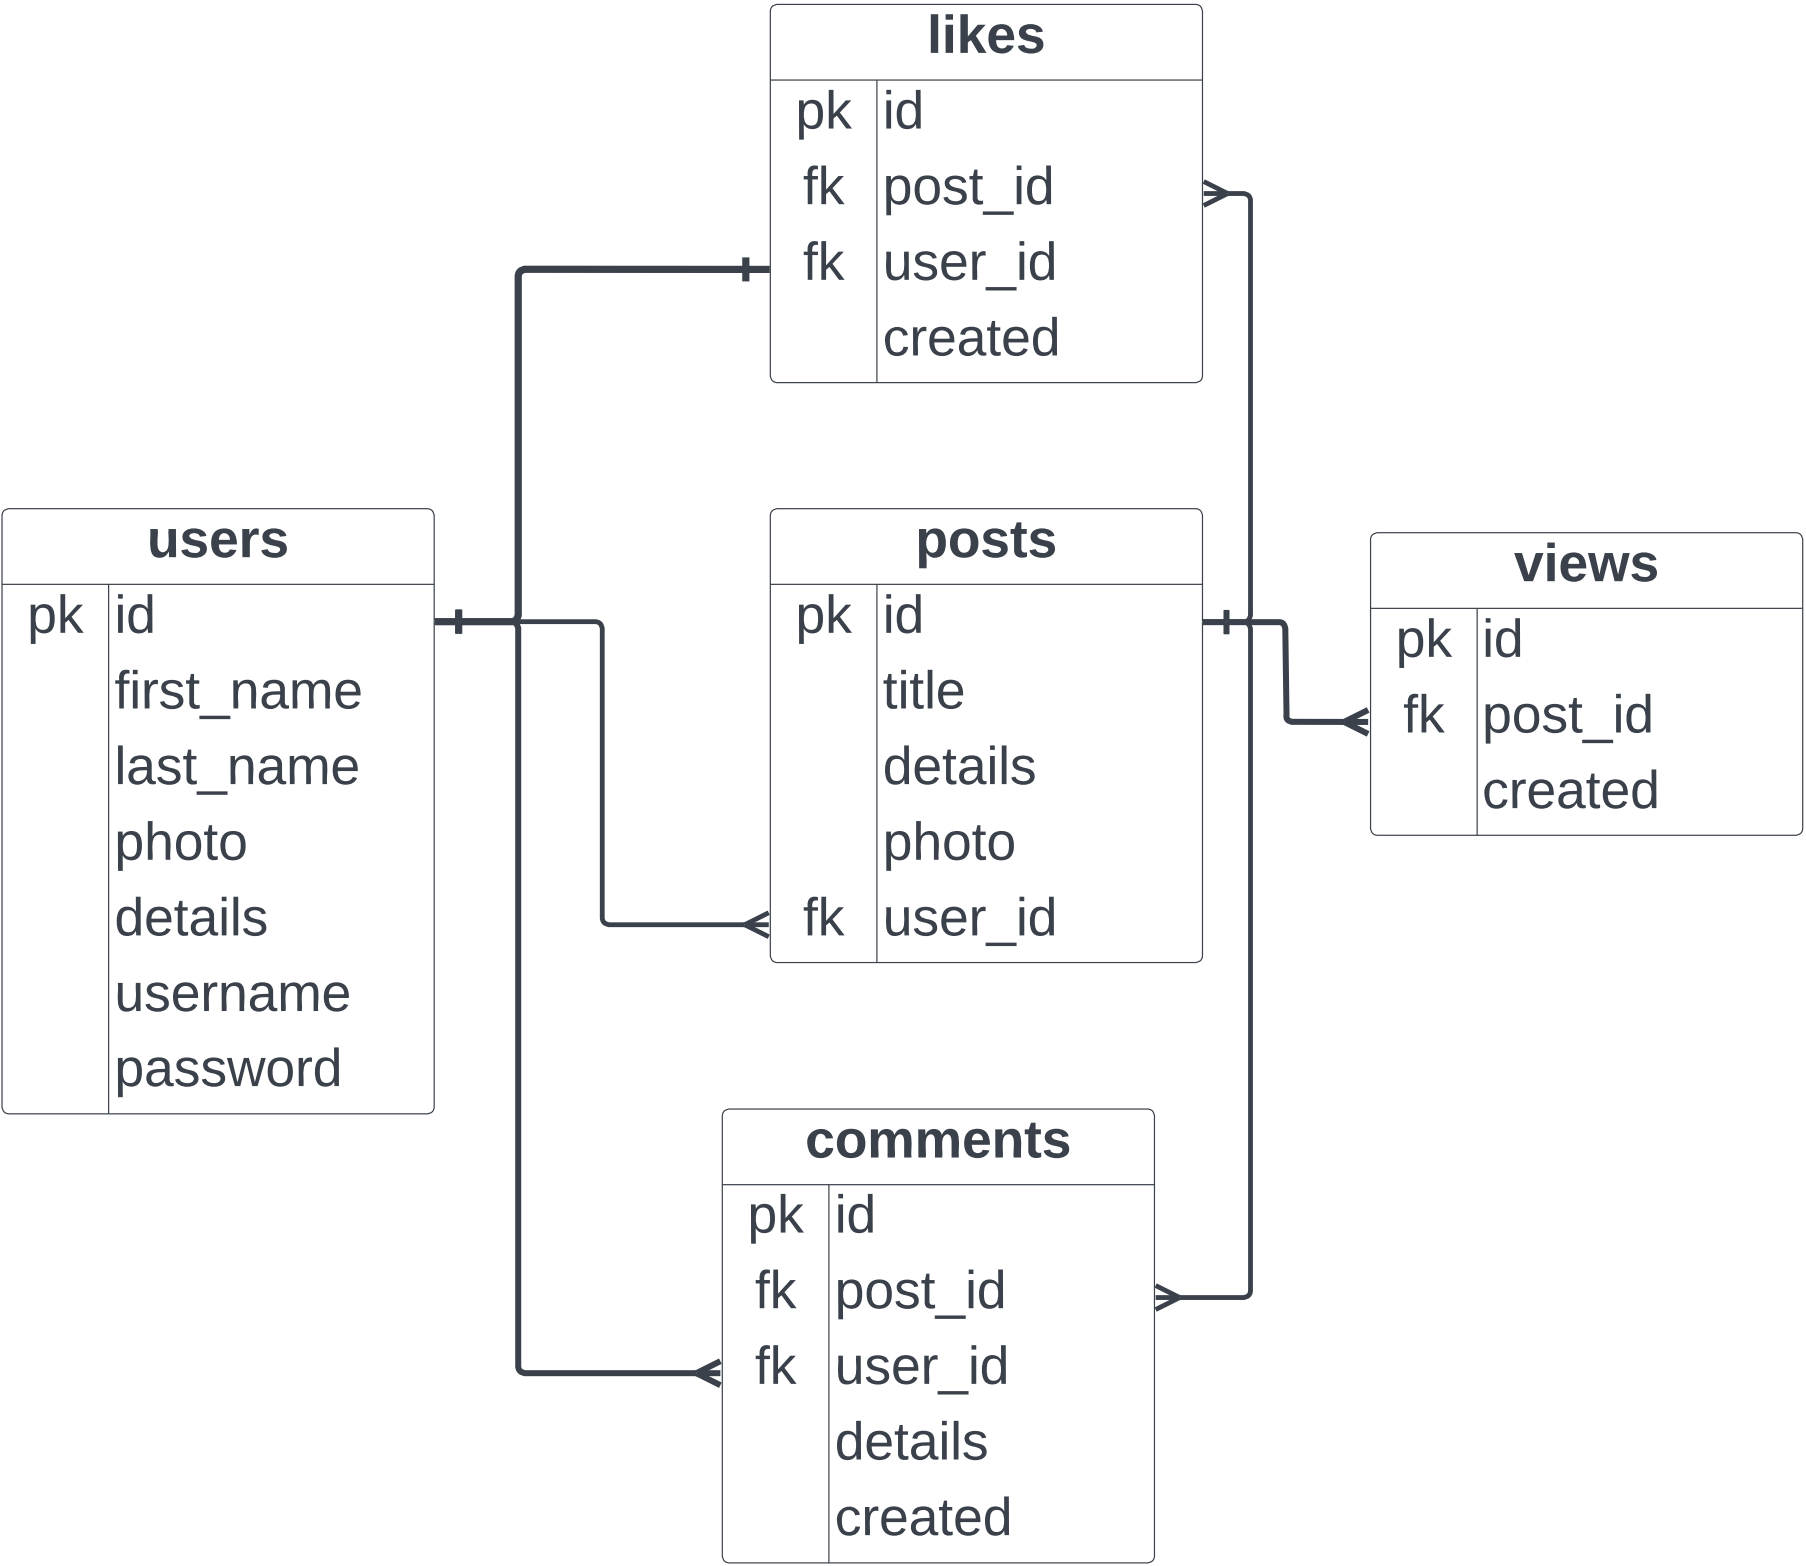 likes
pk id
fk post_id
fk user_id
created
users
pk id
first_name
last_name
photo
details
username
password
posts
pk id
title
details
photo
fk user_id
views
pk id
fk post_id
created
comments
pk id
fk post_id
fk user_id
details
created